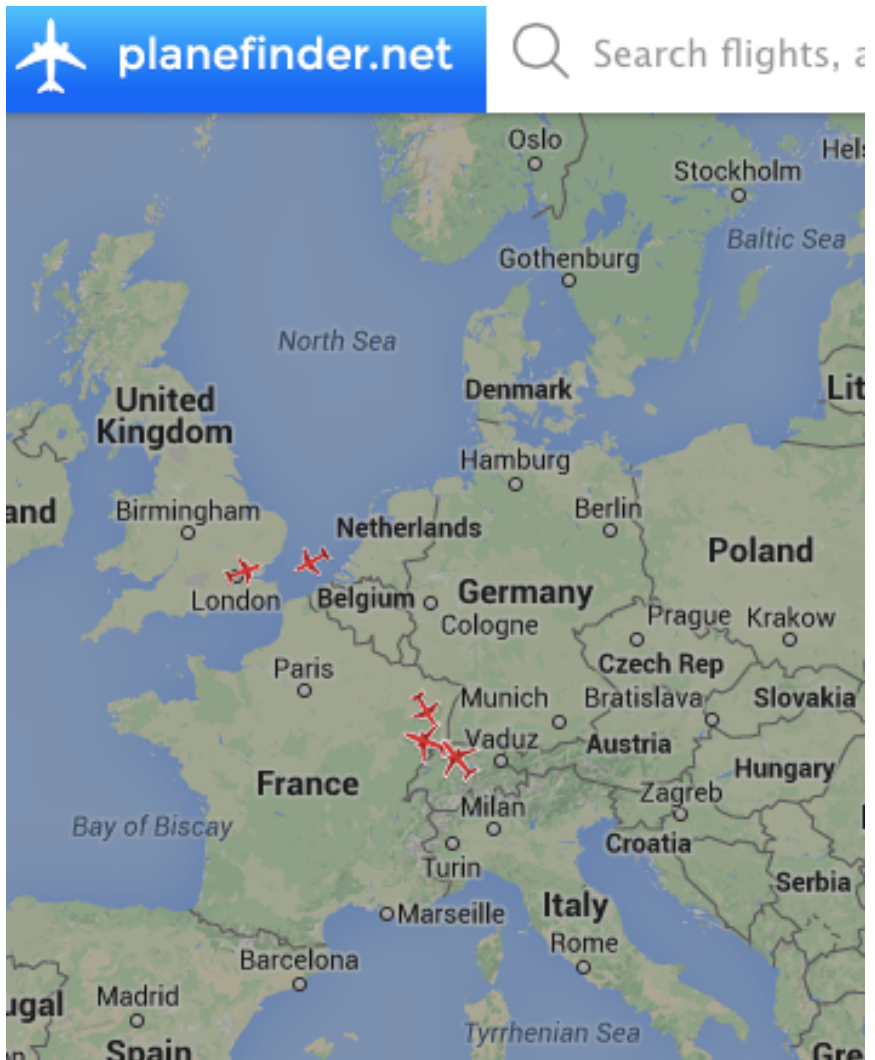 planefinder.net
Search flights, a
Oslo
Hels
Stockholm
Baltic Sea
Gothenburg
North Sea
Denmark
Lit
United
Kingdom
Hamburg
and
Birmingham
Berlin
Netherlands
Poland
London
Belgium
Germany
Cologne
Prague
Krakow
Paris
Czech Rep
Munich
Bratislava
Slovakia
Vaduz
Austria
France
Hungary
Milan
Zagreb
Bay of Biscay
Croatia
Turin
Serbia
Marseille
Italy
Rome
Barcelona
ugal
Madrid
Tyrrhenian Sea
Spain
Gre